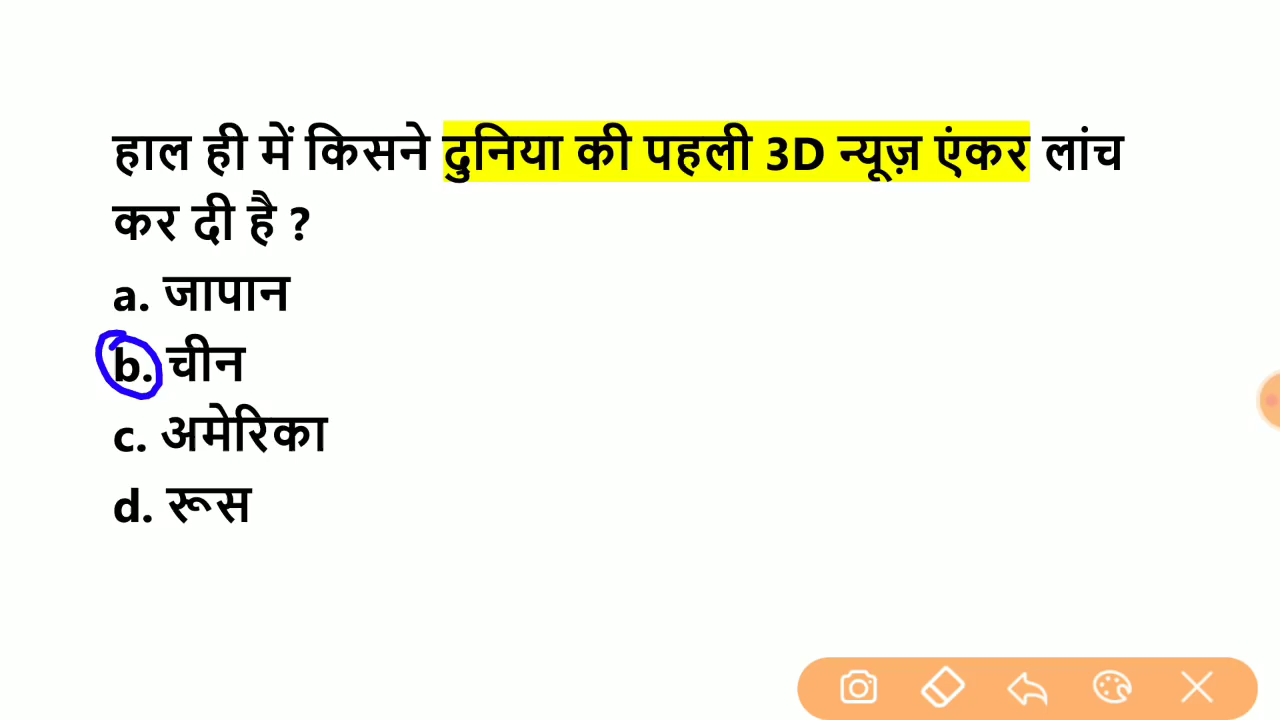 हाल ही में किसने दुनिया की पहली 3D न्यूज़ एंकर लांच
कर दी है ?
a. जापान
b. चीन
c. अमेरिका
d. रूस